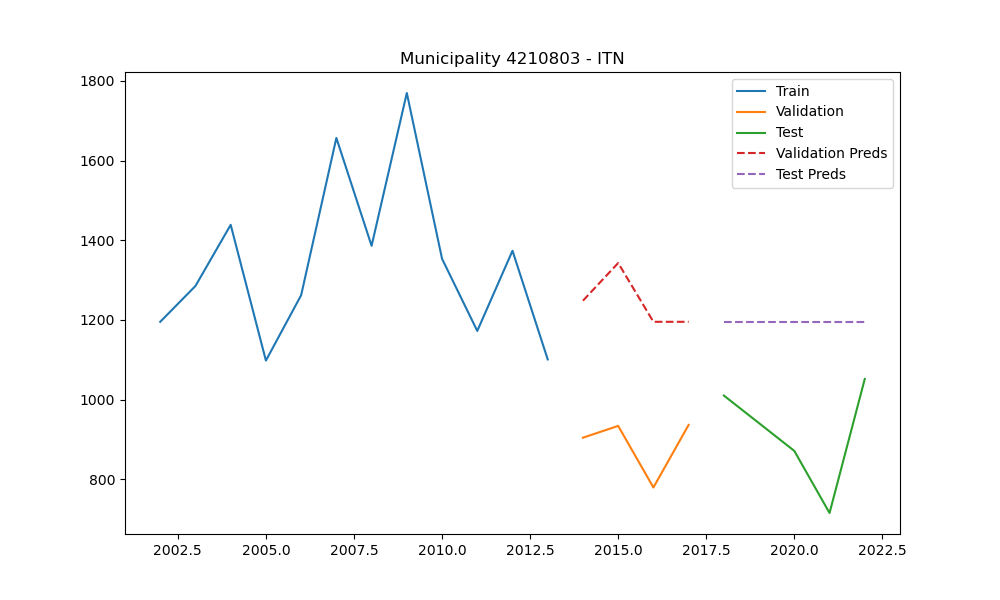 Municipality 4210803 - ITN
1800
1600
1400
1200
1000
800
Train
Validation
Test
Validation Preds
Test Preds
2002.5 2005.0 2007.5 2010.0 2012.5 2015.0 2017.5 2020.0 2022.5